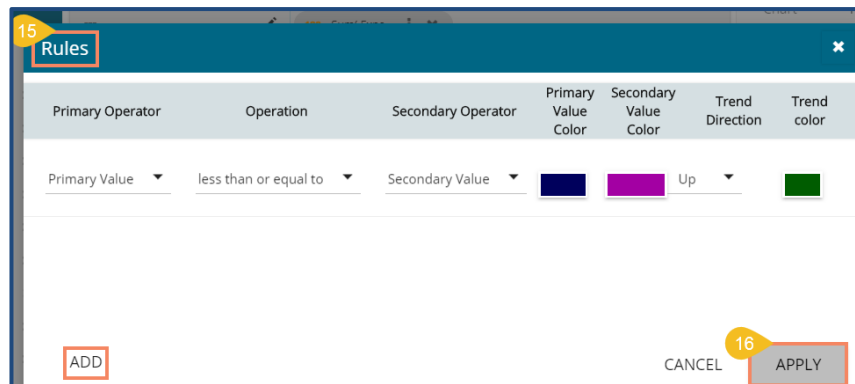 15
Rules
Primary Operator Operation Secondary Operator Primary Value Color Secondary Value Color Trend Direction Trend color
Primary Value less than or equal to Secondary Value Up
16
ADD CANCEL APPLY